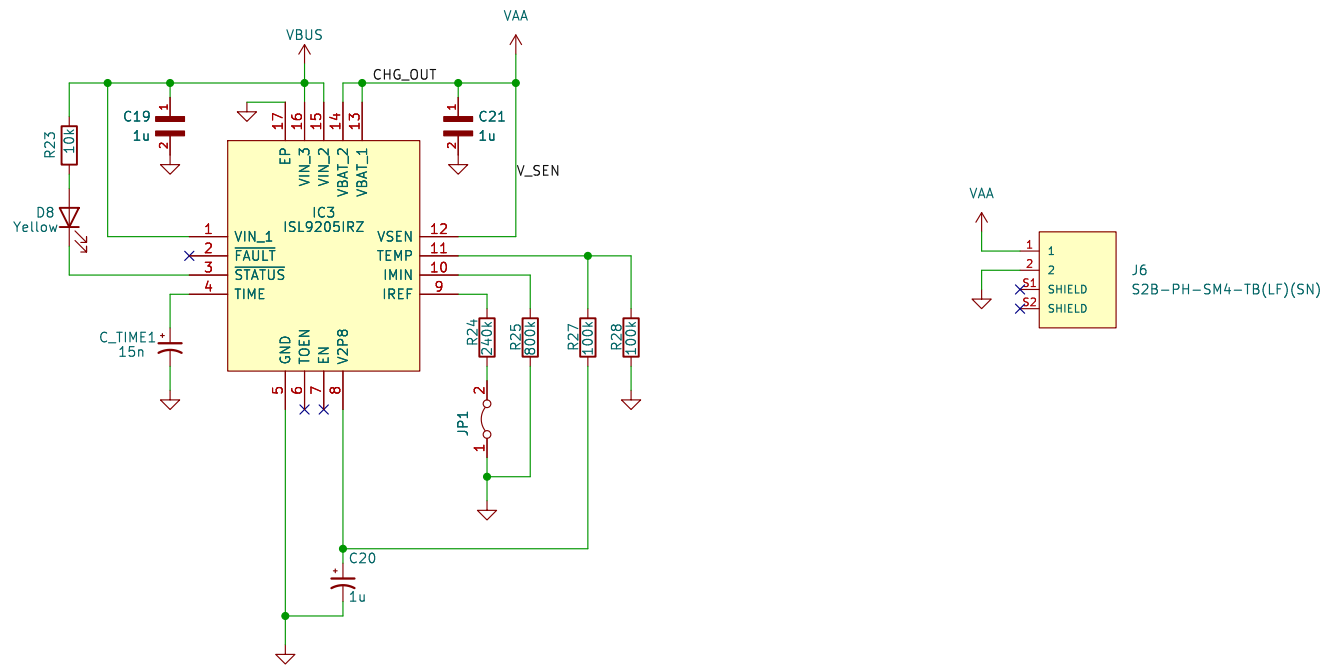 VAA
VBUS
CHG_OUT
C19
1u
1
2
17
16
15
14
13
1
2
C21
1u
R23
10k
EP
VIN_3
VIN_2
VBAT_2
VBAT_1
V_SEN
VAA
D8
Yellow
IC3
ISL9205IRZ
1
VIN_1
VSEN
12
2
FAULT
TEMP
11
3
STATUS
IMIN
10
4
TIME
IREF
9
1
1
2
2
S1
SHIELD
S2
SHIELD
J6
S2B-PH-SM4-TB(LF)(SN)
C_TIME1
15n
+
GND
TOEN
EN
V2P8
R24
240k
R25
800k
R27
100k
R28
100k
5
6
7
8
2
JP1
1
C20
+
1u